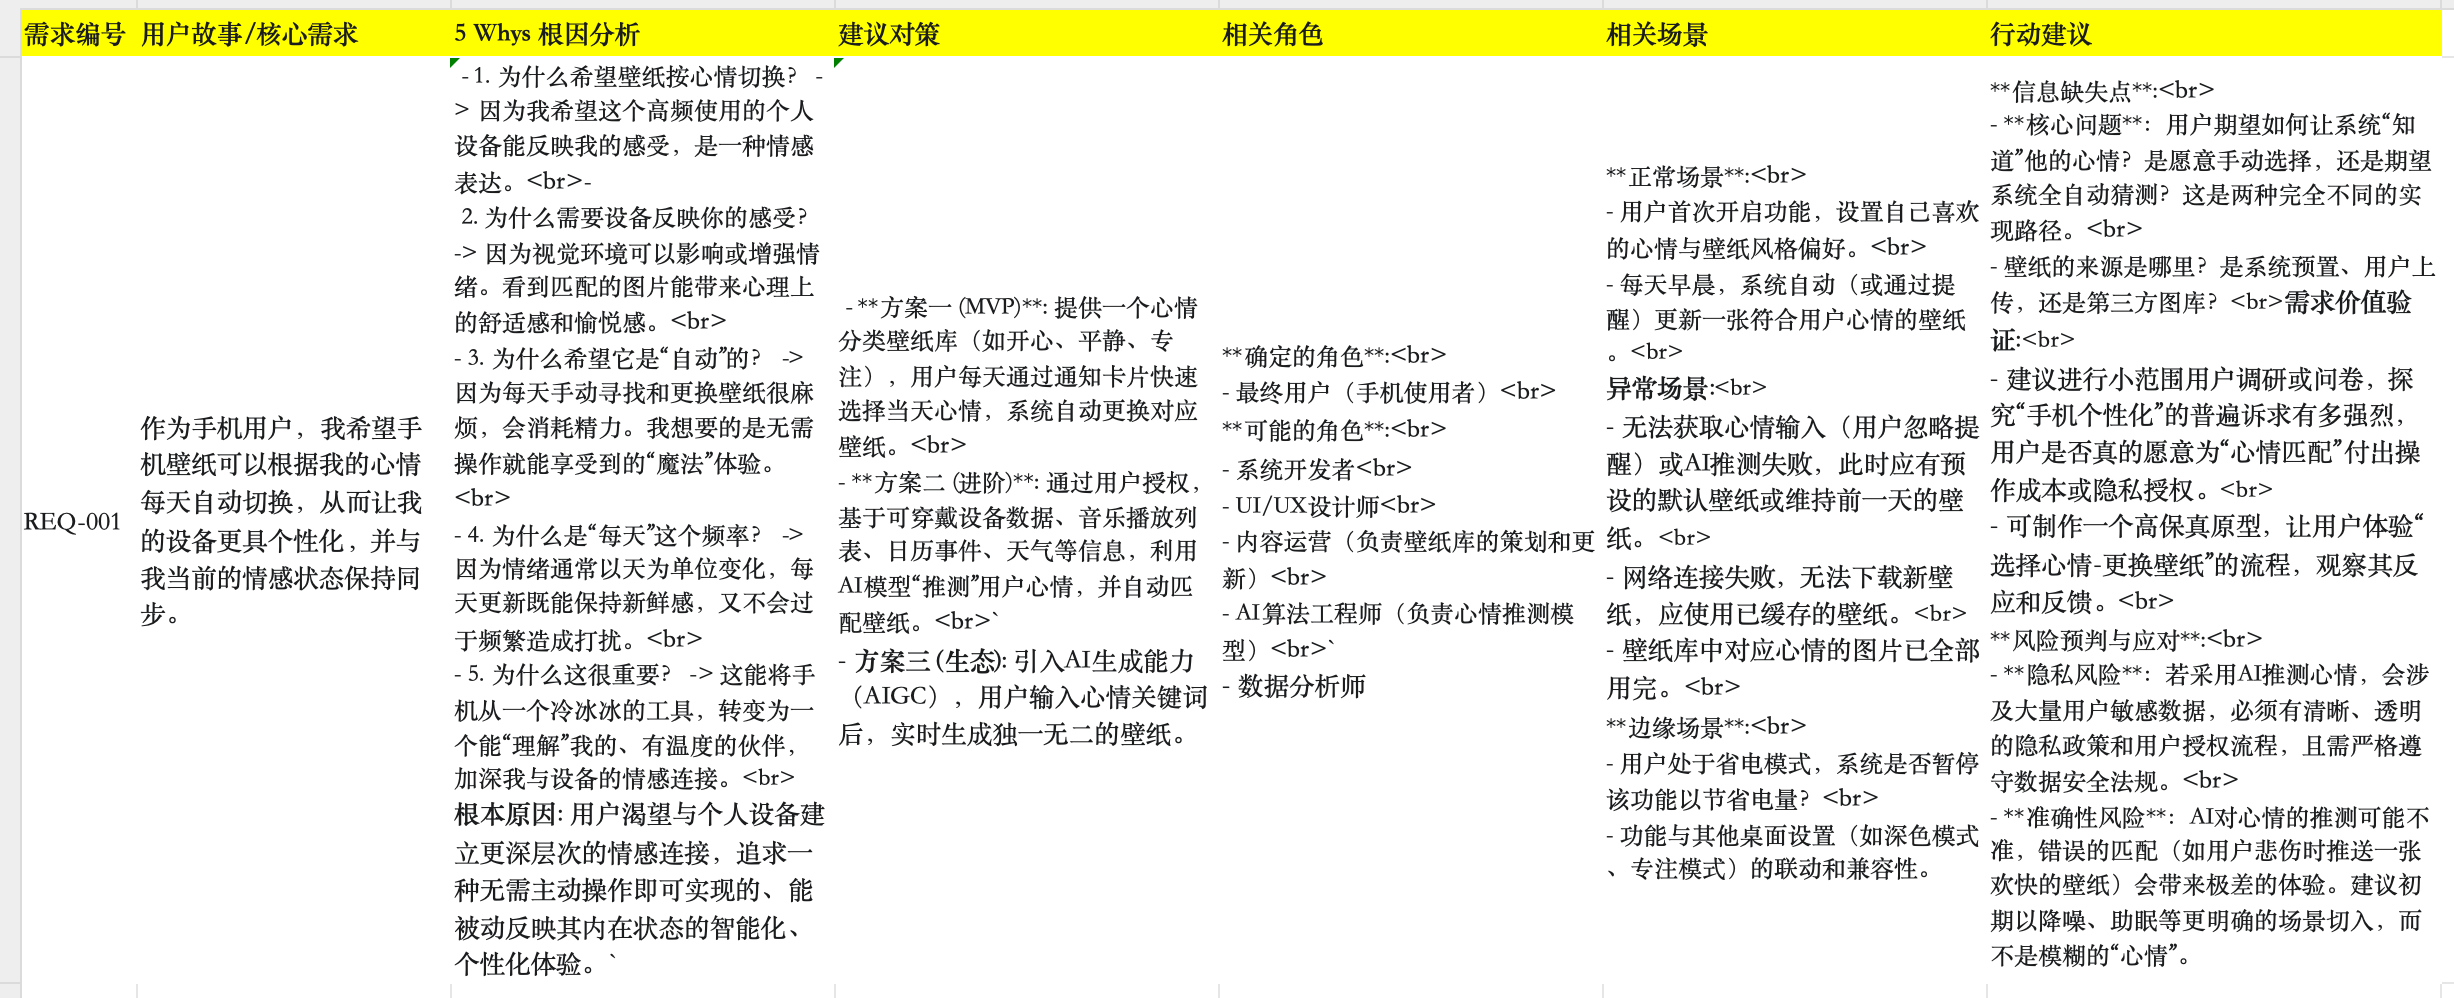 需求编号 用户故事/核心需求 5 Whys 根因分析 建议对策 相关角色 相关场景 行动建议
REQ-001
作为手机用户，我希望手
机壁纸可以根据我的心情
每天自动切换，从而让我
的设备更具个性化，并与
我当前的情感状态保持同
步。
- 1. 为什么希望壁纸按心情切换？ -
> 因为我希望这个高频使用的个人
设备能反映我的感受，是一种情感
表达。<br>-
2. 为什么需要设备反映你的感受？
-> 因为视觉环境可以影响或增强情
绪。看到匹配的图片能带来心理上
的舒适感和愉悦感。<br>
- 3. 为什么希望它是“自动”的？ ->
因为每天手动寻找和更换壁纸很麻
烦，会消耗精力。我想要的是无需
操作就能享受到的“魔法”体验。
<br>
- 4. 为什么是“每天”这个频率？ ->
因为情绪通常以天为单位变化，每
天更新既能保持新鲜感，又不会过
于频繁造成打扰。<br>
- 5. 为什么这很重要？ -> 这能将手
机从一个冷冰冰的工具，转变为一
个能“理解”我的、有温度的伙伴，
加深我与设备的情感连接。<br>
根本原因: 用户渴望与个人设备建
立更深层次的情感连接，追求一
种无需主动操作即可实现的、能
被动反映其内在状态的智能化、
个性化体验。`
- **方案一 (MVP)**: 提供一个心情
分类壁纸库（如开心、平静、专
注），用户每天通过通知卡片快速
选择当天心情，系统自动更换对应
壁纸。<br>
- **方案二 (进阶)**: 通过用户授权，
基于可穿戴设备数据、音乐播放列
表、日历事件、天气等信息，利用
AI模型“推测”用户心情，并自动匹
配壁纸。<br>`
- 方案三 (生态): 引入AI生成能力
（AIGC），用户输入心情关键词
后，实时生成独一无二的壁纸。
**确定的角色**:<br>
- 最终用户（手机使用者）<br>
**可能的角色**:<br>
- 系统开发者<br>
- UI/UX设计师<br>
- 内容运营（负责壁纸库的策划和更
新）<br>
- AI算法工程师（负责心情推测模
型）<br>`
- 数据分析师
**正常场景**:<br>
- 用户首次开启功能，设置自己喜欢
的心情与壁纸风格偏好。<br>
- 每天早晨，系统自动（或通过提
醒）更新一张符合用户心情的壁纸
。<br>
异常场景:<br>
- 无法获取心情输入（用户忽略提
醒）或AI推测失败，此时应有预
设的默认壁纸或维持前一天的壁
纸。<br>
- 网络连接失败，无法下载新壁
纸，应使用已缓存的壁纸。<br>
- 壁纸库中对应心情的图片已全部
用完。<br>
**边缘场景**:<br>
- 用户处于省电模式，系统是否暂停
该功能以节省电量？<br>
- 功能与其他桌面设置（如深色模式
、专注模式）的联动和兼容性。
**信息缺失点**:<br>
- **核心问题**：用户期望如何让系统“知
道”他的心情？是愿意手动选择，还是期望
系统全自动猜测？这是两种完全不同的实
现路径。<br>
- 壁纸的来源是哪里？是系统预置、用户上
传，还是第三方图库？<br>需求价值验
证:<br>
- 建议进行小范围用户调研或问卷，探
究“手机个性化”的普遍诉求有多强烈，
用户是否真的愿意为“心情匹配”付出操
作成本或隐私授权。<br>
- 可制作一个高保真原型，让用户体验“
选择心情-更换壁纸”的流程，观察其反
应和反馈。<br>
**风险预判与应对**:<br>
- **隐私风险**：若采用AI推测心情，会涉
及大量用户敏感数据，必须有清晰、透明
的隐私政策和用户授权流程，且需严格遵
守数据安全法规。<br>
- **准确性风险**：AI对心情的推测可能不
准，错误的匹配（如用户悲伤时推送一张
欢快的壁纸）会带来极差的体验。建议初
期以降噪、助眠等更明确的场景切入，而
不是模糊的“心情”。